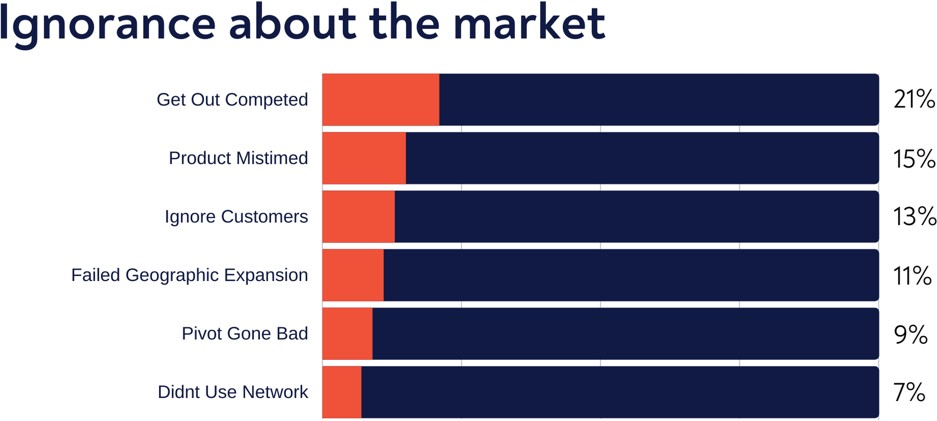 Ignorance about the market
Get Out Competed 21%
Product Mistimed 15%
Ignore Customers 13%
Failed Geographic Expansion 11%
Pivot Gone Bad 9%
Didnt Use Network 7%